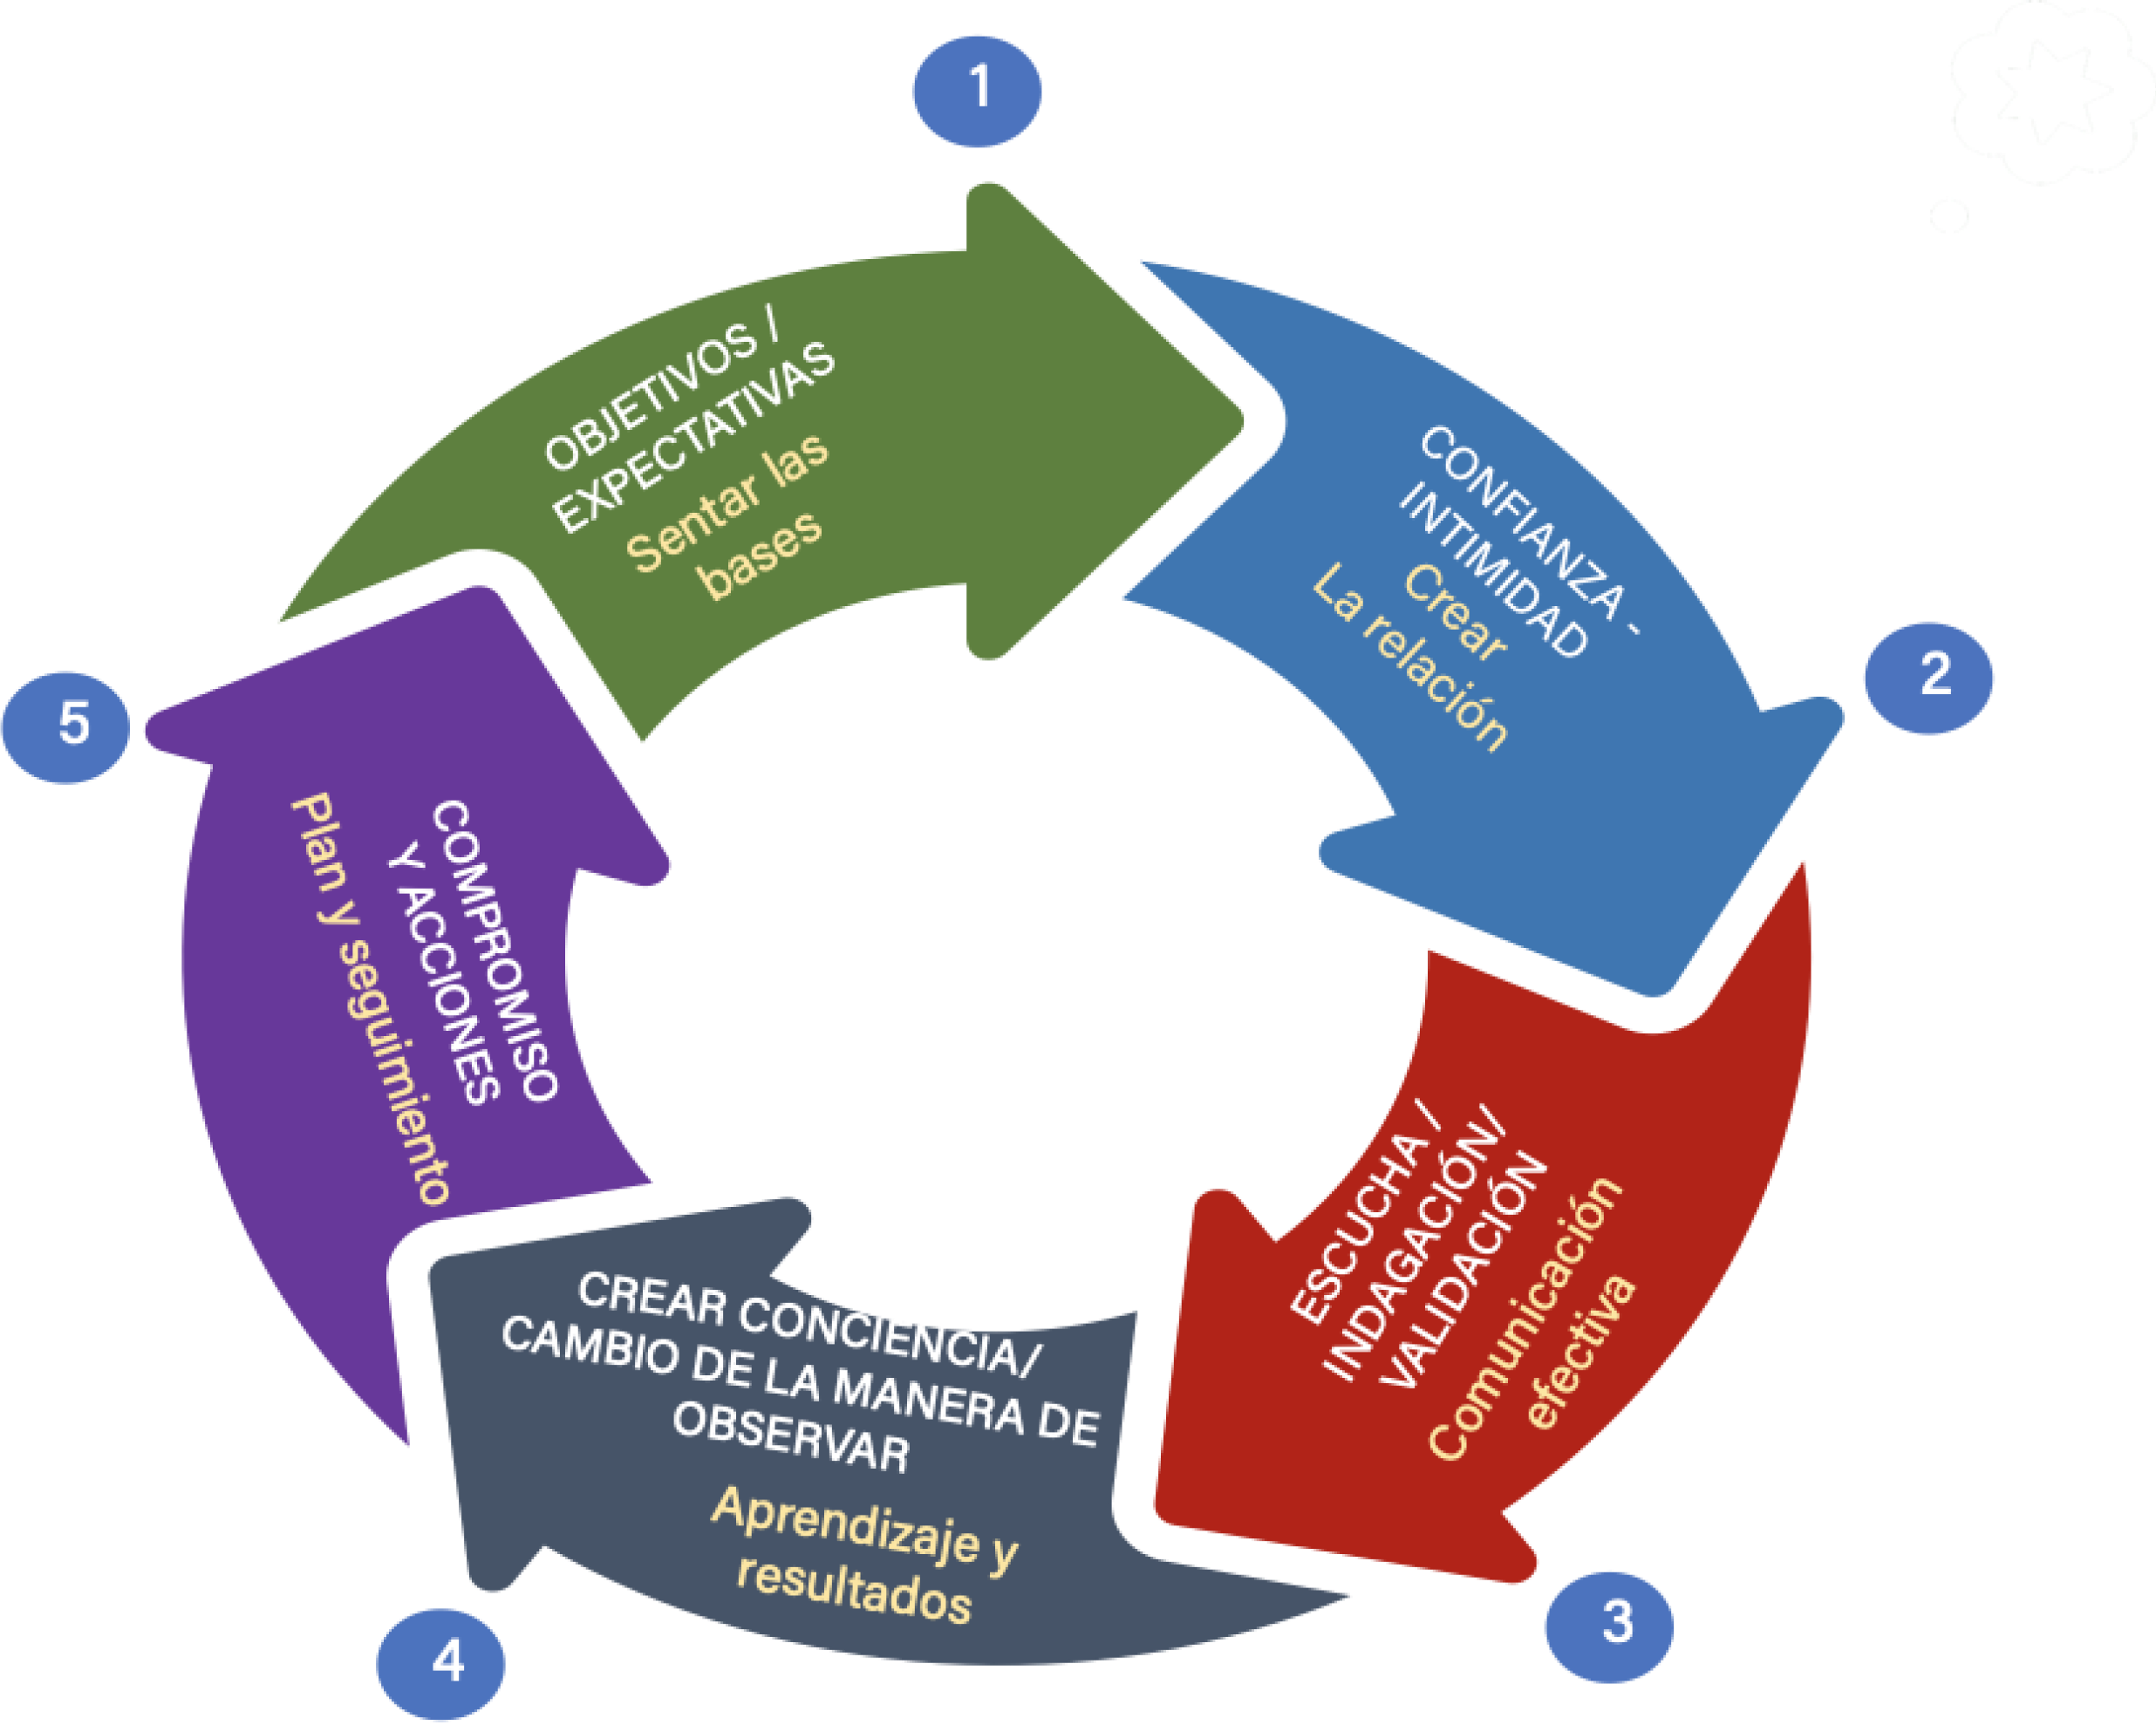 1
OBJETIVOS /
EXPECTATIVAS
Sentar las
bases
CONFIANZA -
INTIMIDAD
Crear
La relación
2
ESCUCHA /
INDAGACIÓN/
VALIDACIÓN
Comunicación
efectiva
3
CREAR CONCIENCIA/
CAMBIO DE LA MANERA DE
OBSERVAR
Aprendizaje y
resultados
4
COMPROMISO
Y ACCIONES
Plan y seguimiento
5